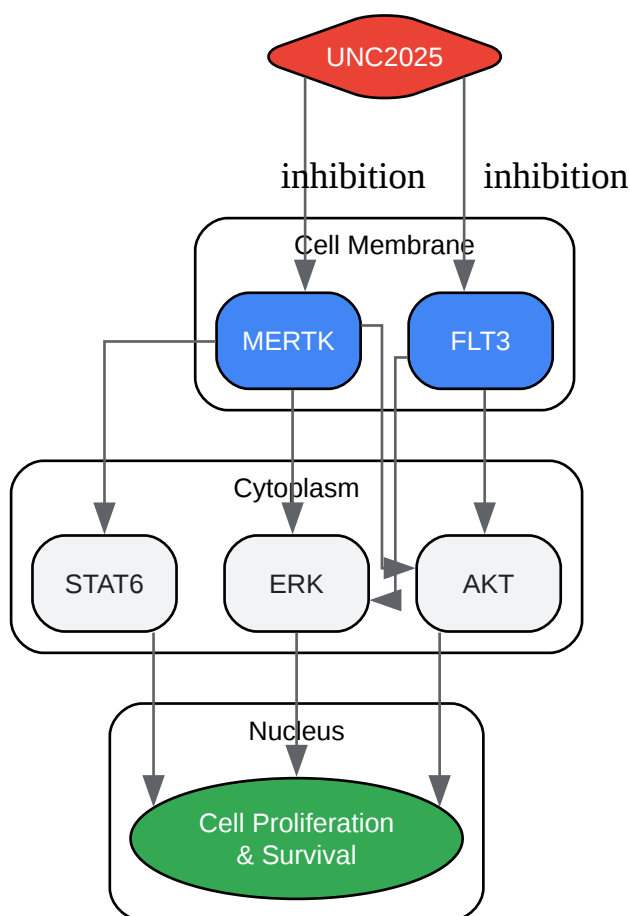 UNC2025
inhibition
inhibition
Cell Membrane
MERTK
FLT3
Cytoplasm
STAT6
ERK
AKT
Nucleus
Cell Proliferation
& Survival